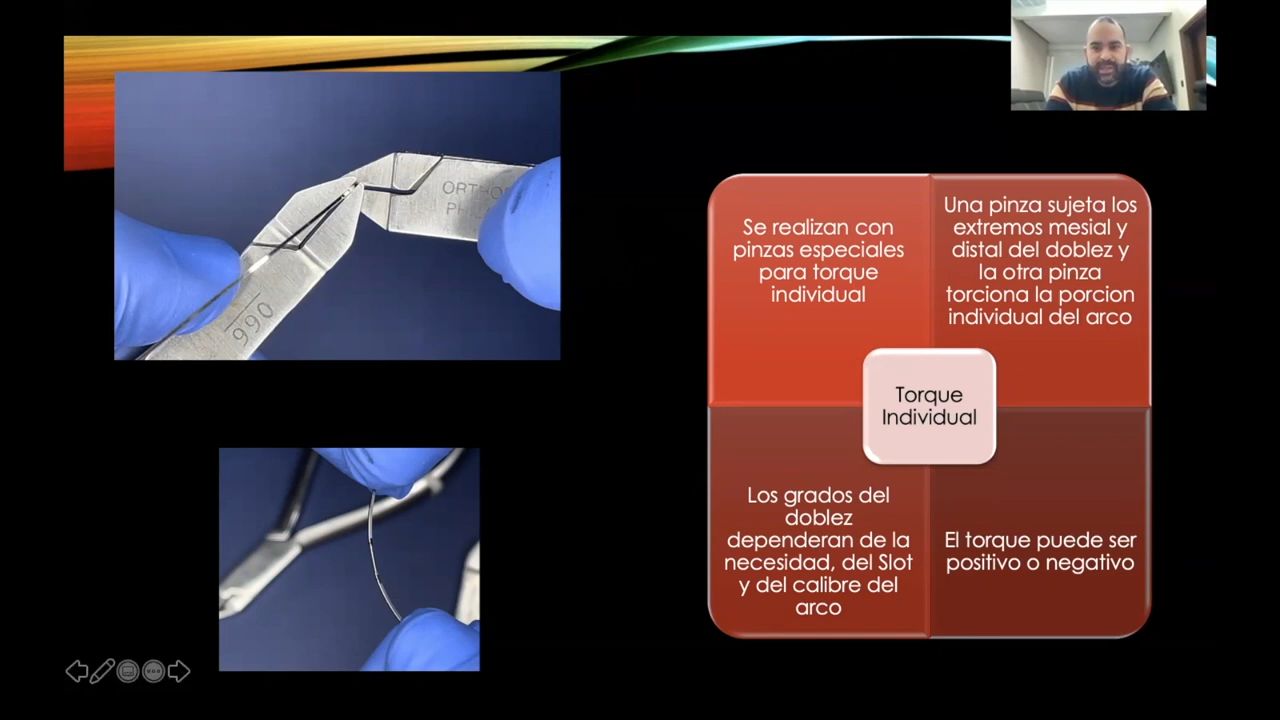 ORTHO
990
Se realizan con
pinzas especiales
para torque
individual
Una pinza sujeta los
extremos mesial y
distal del doblez y
la otra pinza
torciona la porcion
individual del arco
Torque
Individual
Los grados del
doblez
dependeran de la
necesidad, del Slot
y del calibre del
arco
El torque puede ser
positivo o negativo